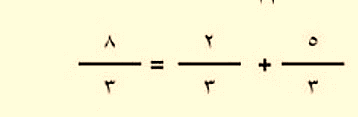 ٨ ٢ ٥
= +
٣ ٣ ٣